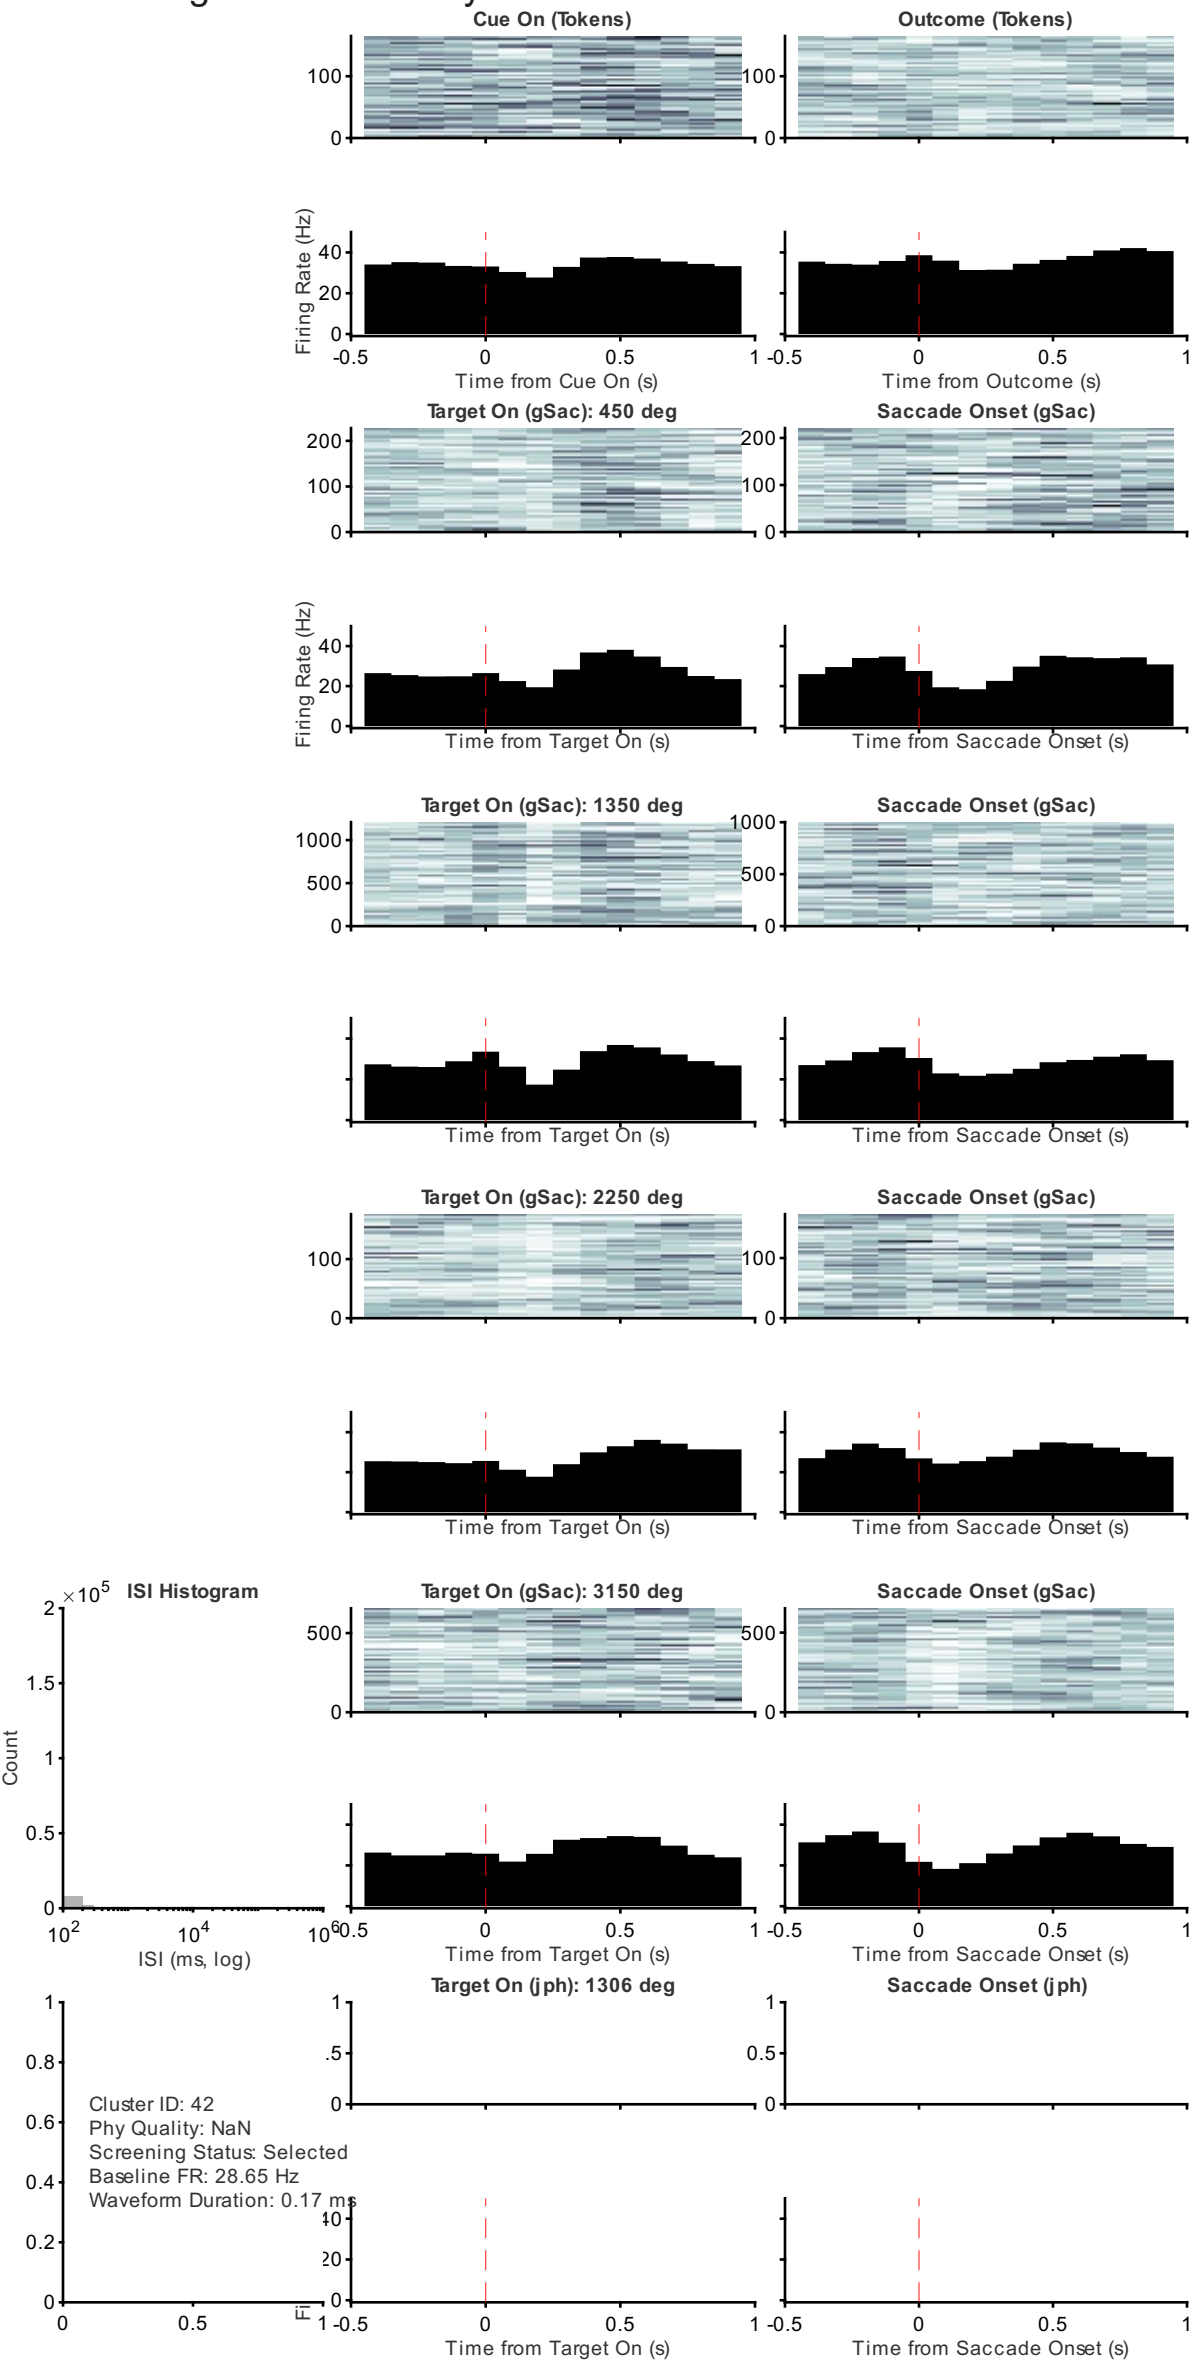 Cue On (Tokens)
Outcome (Tokens)
100
0
100
0
Firing Rate (Hz)
40
20
0
-0.5 0 0.5 1
Time from Cue On (s)
-0.5 0 0.5 1
Time from Outcome (s)
Target On (gSac): 450 deg
Saccade Onset (gSac)
200
100
0
200
100
0
Firing Rate (Hz)
40
20
0
Time from Target On (s)
Time from Saccade Onset (s)
Target On (gSac): 1350 deg
Saccade Onset (gSac)
1000
500
0
1000
500
0
Time from Target On (s)
Time from Saccade Onset (s)
Target On (gSac): 2250 deg
Saccade Onset (gSac)
100
0
100
0
Time from Target On (s)
Time from Saccade Onset (s)
ISI Histogram
×10^5
2
1.5
1
0.5
0
Count
10^2 10^4 10^6
ISI (ms, log)
Target On (gSac): 3150 deg
Saccade Onset (gSac)
500
0
500
0
-0.5 0 0.5 1
Time from Target On (s)
-0.5 0 0.5 1
Time from Saccade Onset (s)
Target On (jph): 1306 deg
Saccade Onset (jph)
1
0.8
0.6
0.4
0.2
0
0 0.5 1
Cluster ID: 42
Phy Quality: NaN
Screening Status: Selected
Baseline FR: 28.65 Hz
Waveform Duration: 0.17 ms
1
.5
0
1
0.5
0
40
20
0
Fi
-0.5 0 0.5 1
Time from Target On (s)
-0.5 0 0.5 1
Time from Saccade Onset (s)